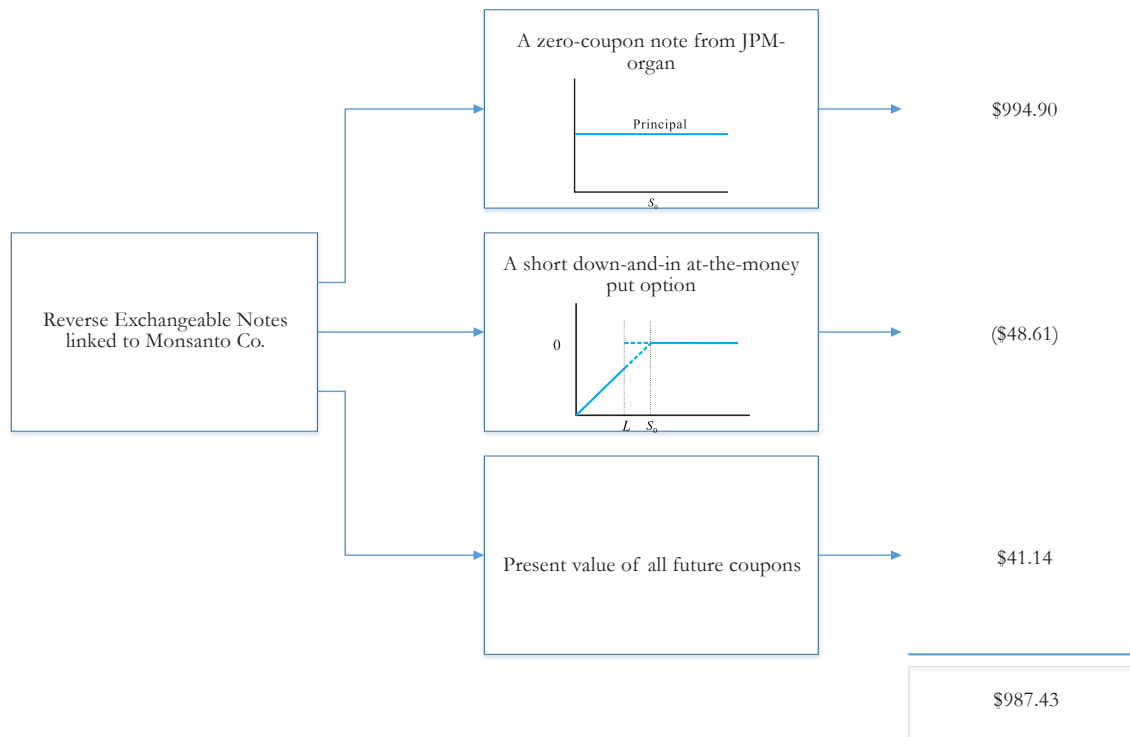 A zero-coupon note from JPM-
organ
Principal
S₀
$994.90
Reverse Exchangeable Notes
linked to Monsanto Co.
A short down-and-in at-the-money
put option
0
L S₀
($48.61)
Present value of all future coupons
$41.14
$987.43